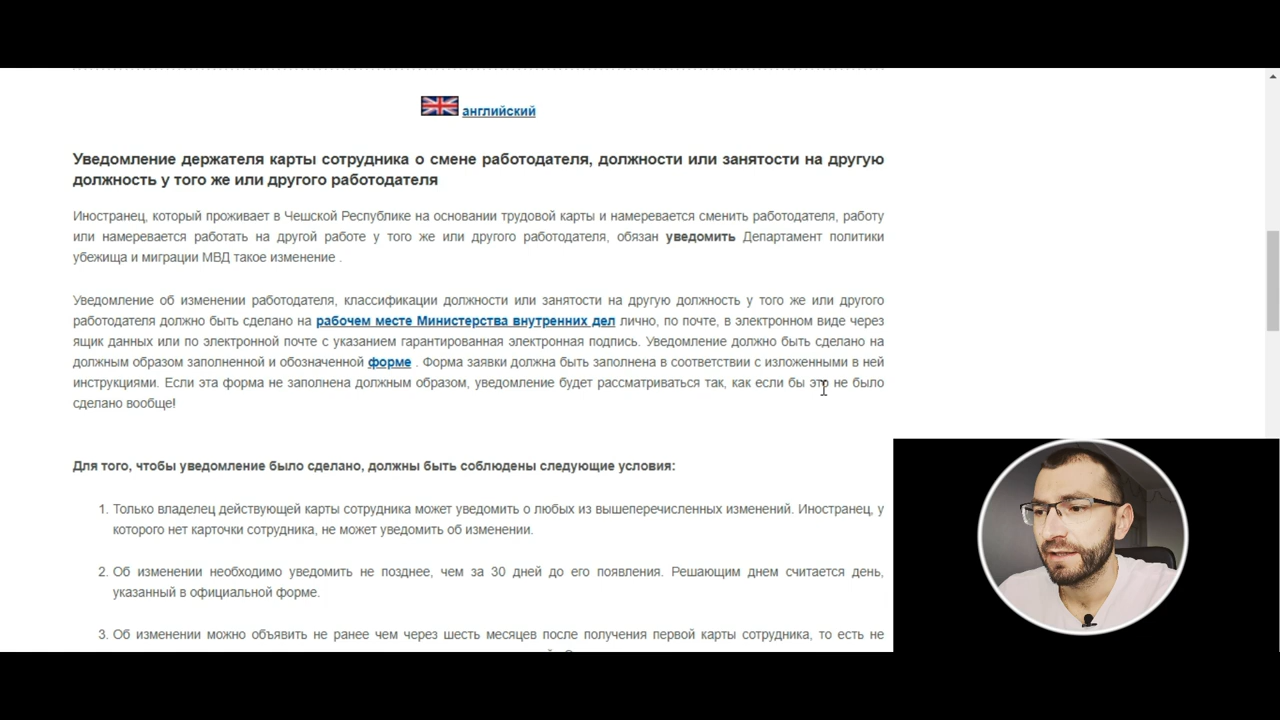 английский
Уведомление держателя карты сотрудника о смене работодателя, должности или занятости на другую
должность у того же или другого работодателя
Иностранец, который проживает в Чешской Республике на основании трудовой карты и намеревается сменить работодателя, работу
или намеревается работать на другой работе у того же или другого работодателя, обязан уведомить Департамент политики
убежища и миграции МВД такое изменение .
Уведомление об изменении работодателя, классификации должности или занятости на другую должность у того же или другого
работодателя должно быть сделано на рабочем месте Министерства внутренних дел лично, по почте, в электронном виде через
ящик данных или по электронной почте с указанием гарантированная электронная подпись. Уведомление должно быть сделано на
должным образом заполненной и обозначенной форме . Форма заявки должна быть заполнена в соответствии с изложенными в ней
инструкциями. Если эта форма не заполнена должным образом, уведомление будет рассматриваться так, как если бы это не было
сделано вообще!
Для того, чтобы уведомление было сделано, должны быть соблюдены следующие условия:
1. Только владелец действующей карты сотрудника может уведомить о любых из вышеперечисленных изменений. Иностранец, у
которого нет карточки сотрудника, не может уведомить об изменении.
2. Об изменении необходимо уведомить не позднее, чем за 30 дней до его появления. Решающим днем считается день,
указанный в официальной форме.
3. Об изменении можно объявить не ранее чем через шесть месяцев после получения первой карты сотрудника, то есть не